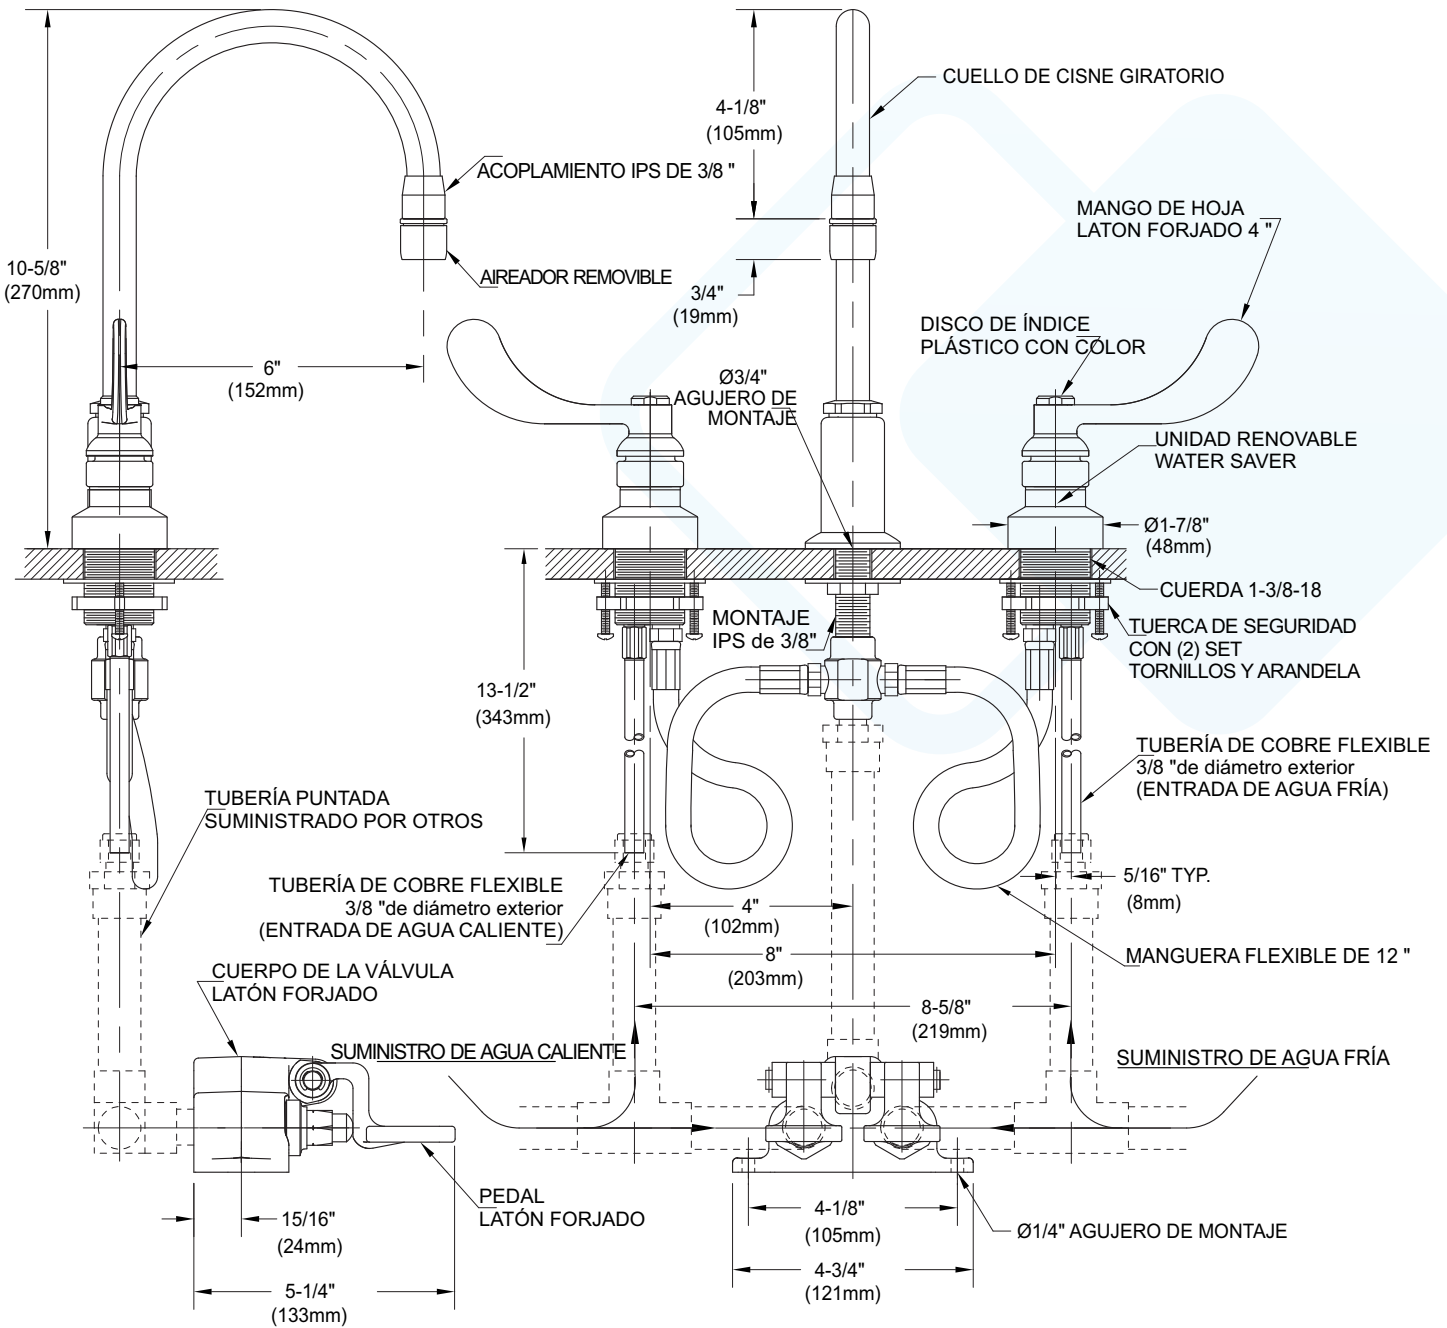 CUELLO DE CISNE GIRATORIO
4-1/8"
(105mm)
ACOPLAMIENTO IPS DE 3/8 "
MANGO DE HOJA
LATON FORJADO 4 "
10-5/8"
(270mm)
AIREADOR REMOVIBLE
3/4"
(19mm)
DISCO DE ÍNDICE
PLÁSTICO CON COLOR
6"
(152mm)
Ø3/4"
AGUJERO DE
MONTAJE
UNIDAD RENOVABLE
WATER SAVER
Ø1-7/8"
(48mm)
CUERDA 1-3/8-18
MONTAJE
IPS de 3/8"
TUERCA DE SEGURIDAD
CON (2) SET
TORNILLOS Y ARANDELA
13-1/2"
(343mm)
TUBERÍA DE COBRE FLEXIBLE
3/8 "de diámetro exterior
(ENTRADA DE AGUA FRÍA)
TUBERÍA PUNTADA
SUMINISTRADO POR OTROS
TUBERÍA DE COBRE FLEXIBLE
3/8 "de diámetro exterior
(ENTRADA DE AGUA CALIENTE)
5/16" TYP.
(8mm)
4"
(102mm)
MANGUERA FLEXIBLE DE 12 "
8"
(203mm)
CUERPO DE LA VÁLVULA
LATÓN FORJADO
8-5/8"
(219mm)
SUMINISTRO DE AGUA CALIENTE
SUMINISTRO DE AGUA FRÍA
PEDAL
LATÓN FORJADO
15/16"
(24mm)
4-1/8"
(105mm)
Ø1/4" AGUJERO DE MONTAJE
5-1/4"
(133mm)
4-3/4"
(121mm)